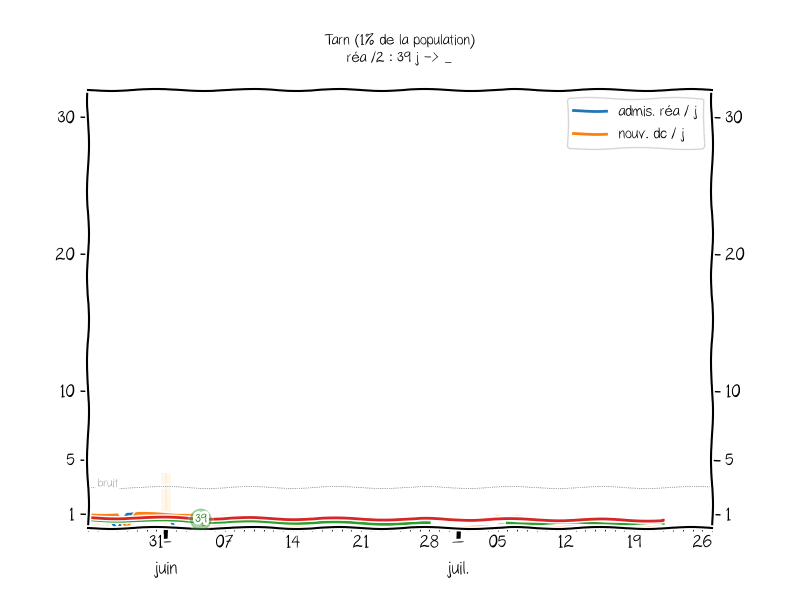 Tarn (1% de la population)
réa /2 : 39 j -> _
30
20
10
5
1
30
20
10
5
1
admis. réa / j
nouv. dc / j
bruit
39
31
07
14
21
28
05
12
19
26
juin
juil.